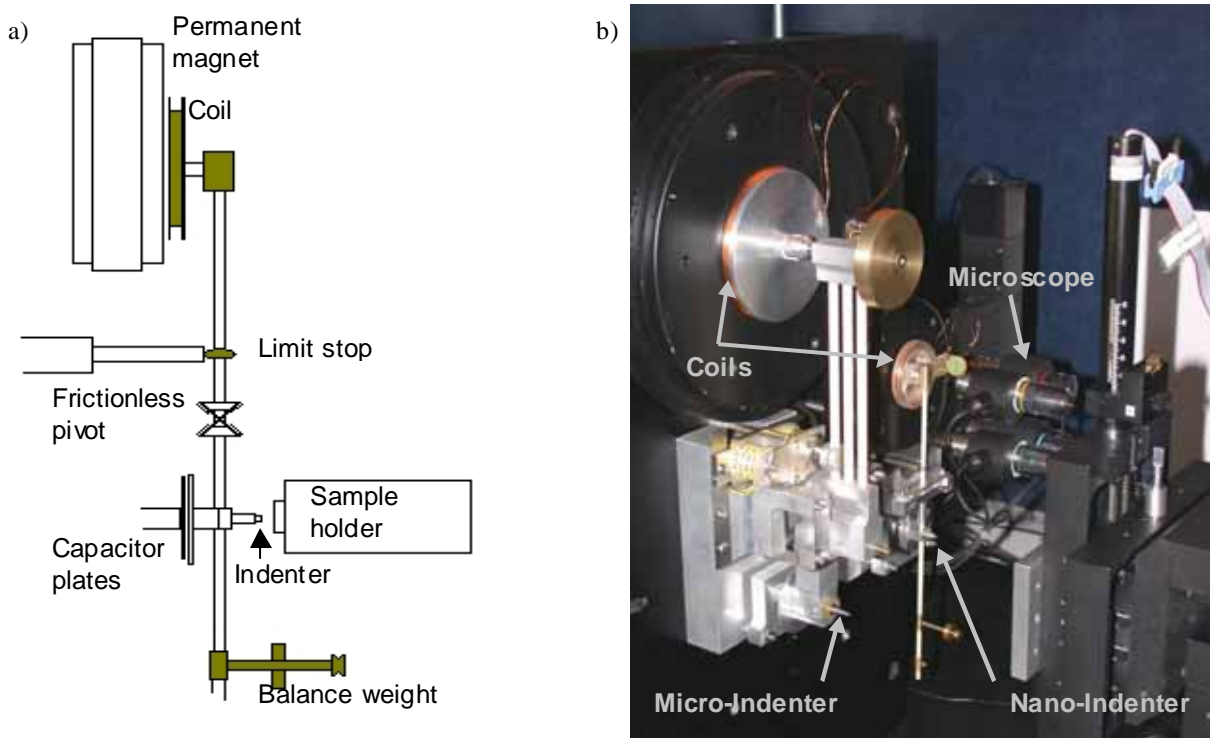 a)
Permanent
magnet
Coil
Limit stop
Frictionless
pivot
Sample
holder
Capacitor
plates
Indenter
Balance weight
b)
Microscope
Coils
Micro-Indenter
Nano-Indenter